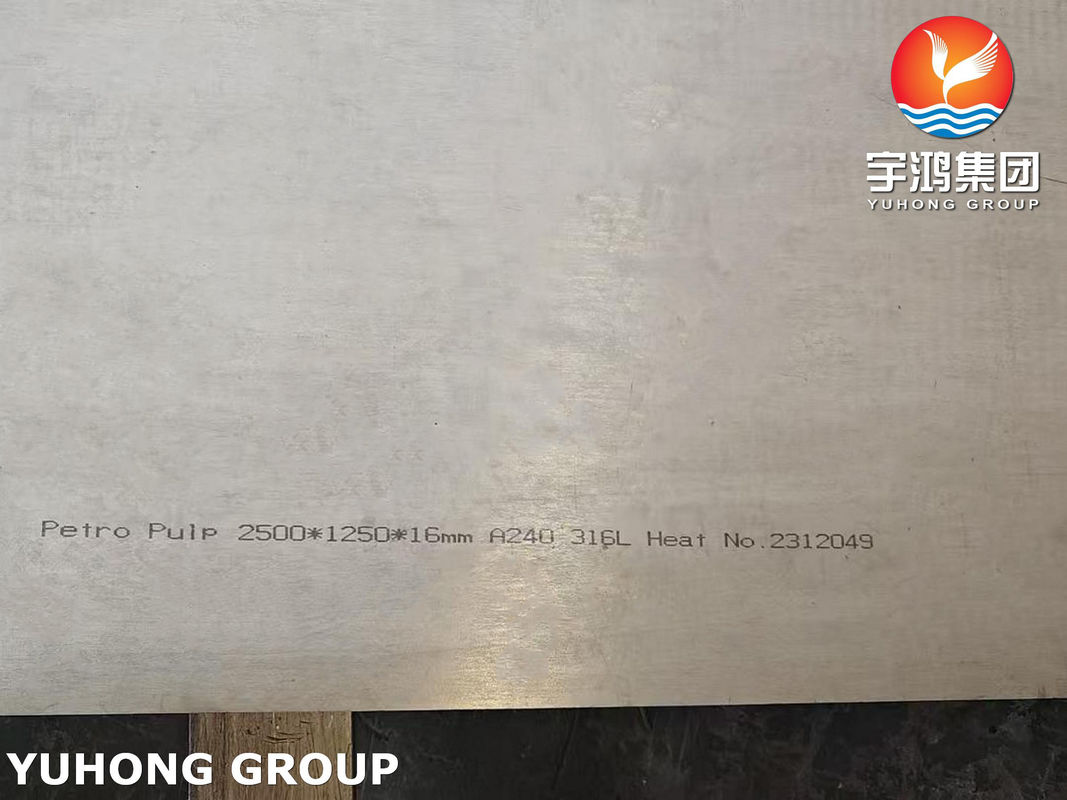 宇鸿集团
YUHONG GROUP
Petro Pulp 2500*1250*16mm A240 316L Heat No.2312049
YUHONG GROUP